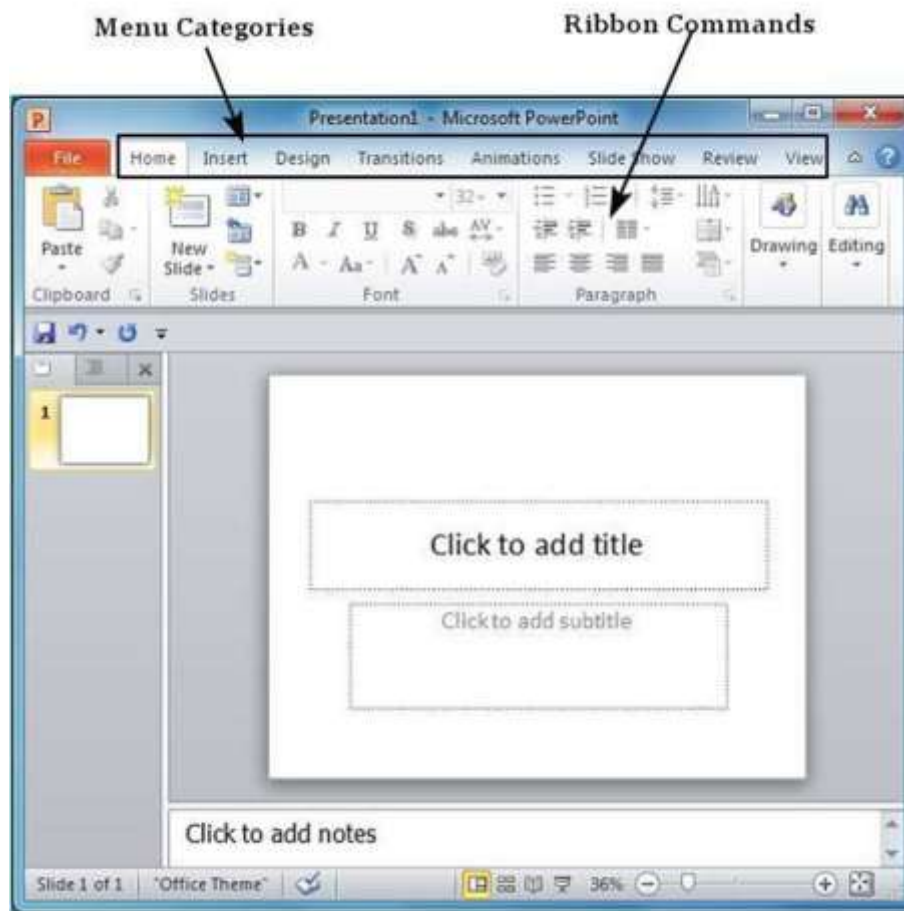 Menu Categories Ribbon Commands
Presentation1 - Microsoft PowerPoint
File Home Insert Design Transitions Animations Slide Show Review View
32
B I U S abc AV
Paste New Slide A Aa A A Drawing Editing
Clipboard Slides Font Paragraph
1
Click to add title
Click to add subtitle
Click to add notes
Slide 1 of 1 "Office Theme" 36%